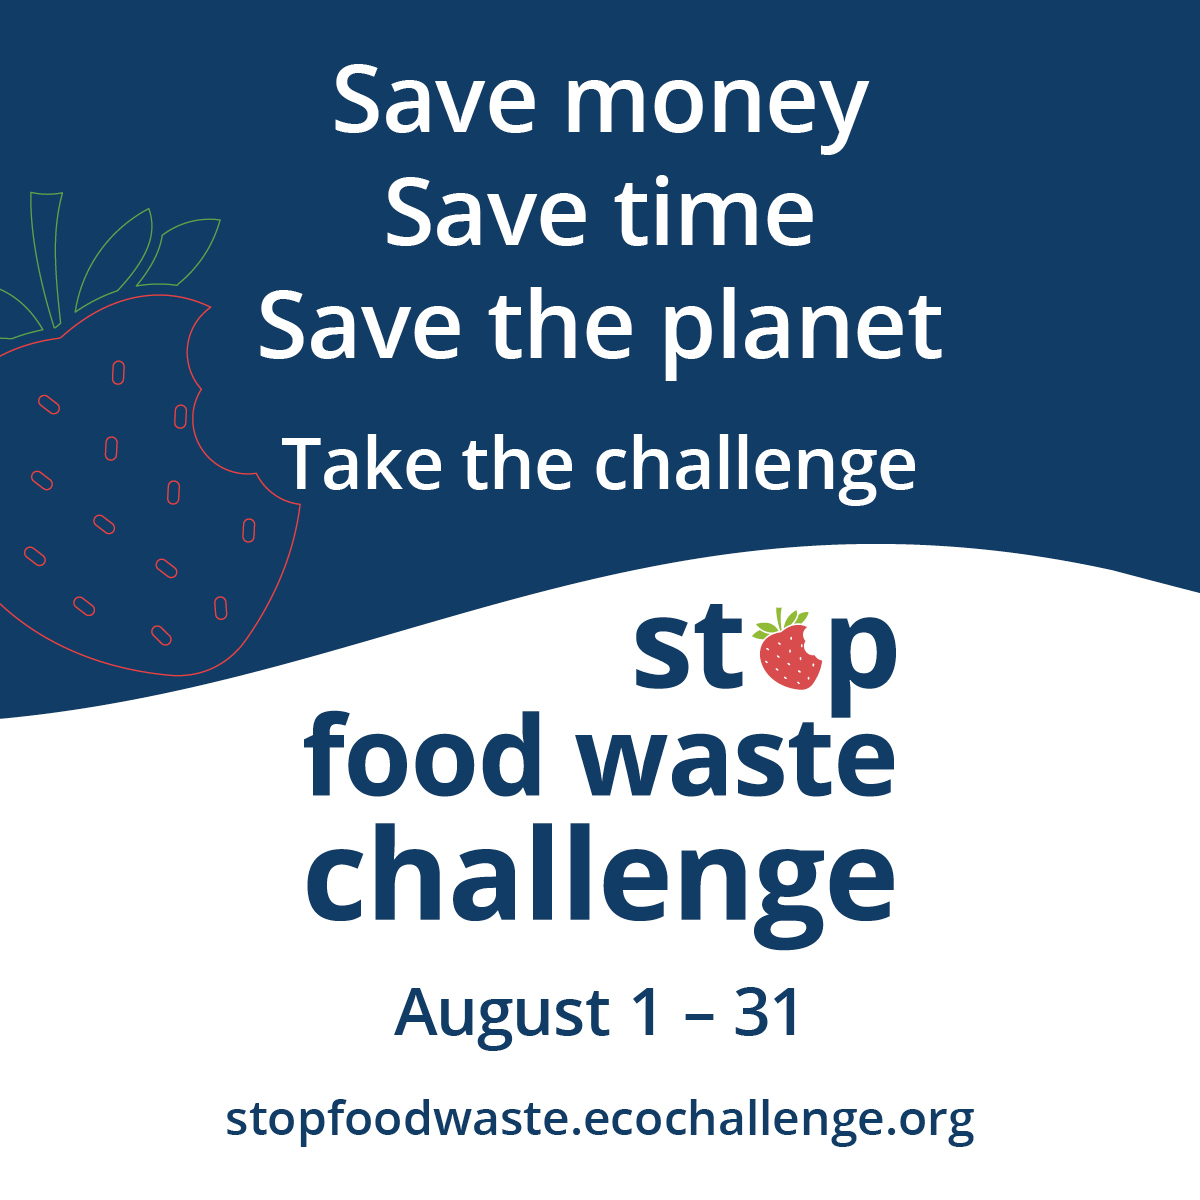 Save money
Save time
Save the planet
Take the challenge
stop
food waste
challenge
August 1 – 31
stopfoodwaste.ecochallenge.org